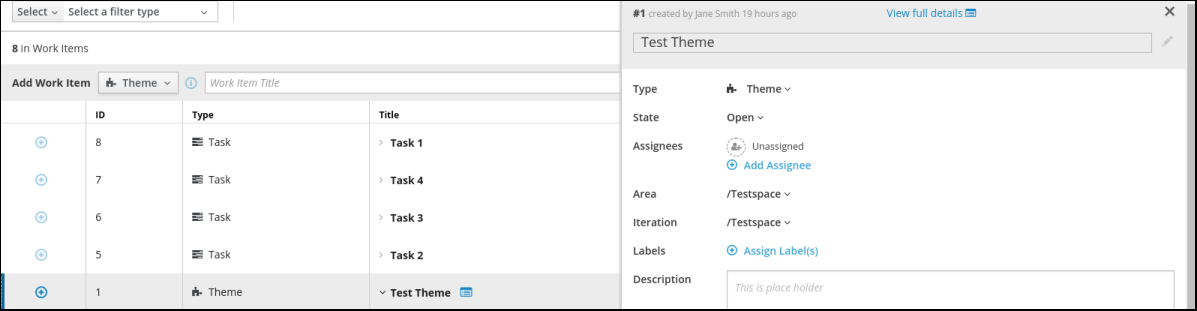 Select Select a filter type
8 in Work Items
Add Work Item Theme Work Item Title
ID Type Title
8 Task Task 1
7 Task Task 4
6 Task Task 3
5 Task Task 2
1 Theme Test Theme
#1 created by Jane Smith 19 hours ago View full details
Test Theme
Type Theme
State Open
Assignees Unassigned
Add Assignee
Area /Testspace
Iteration /Testspace
Labels Assign Label(s)
Description This is place holder